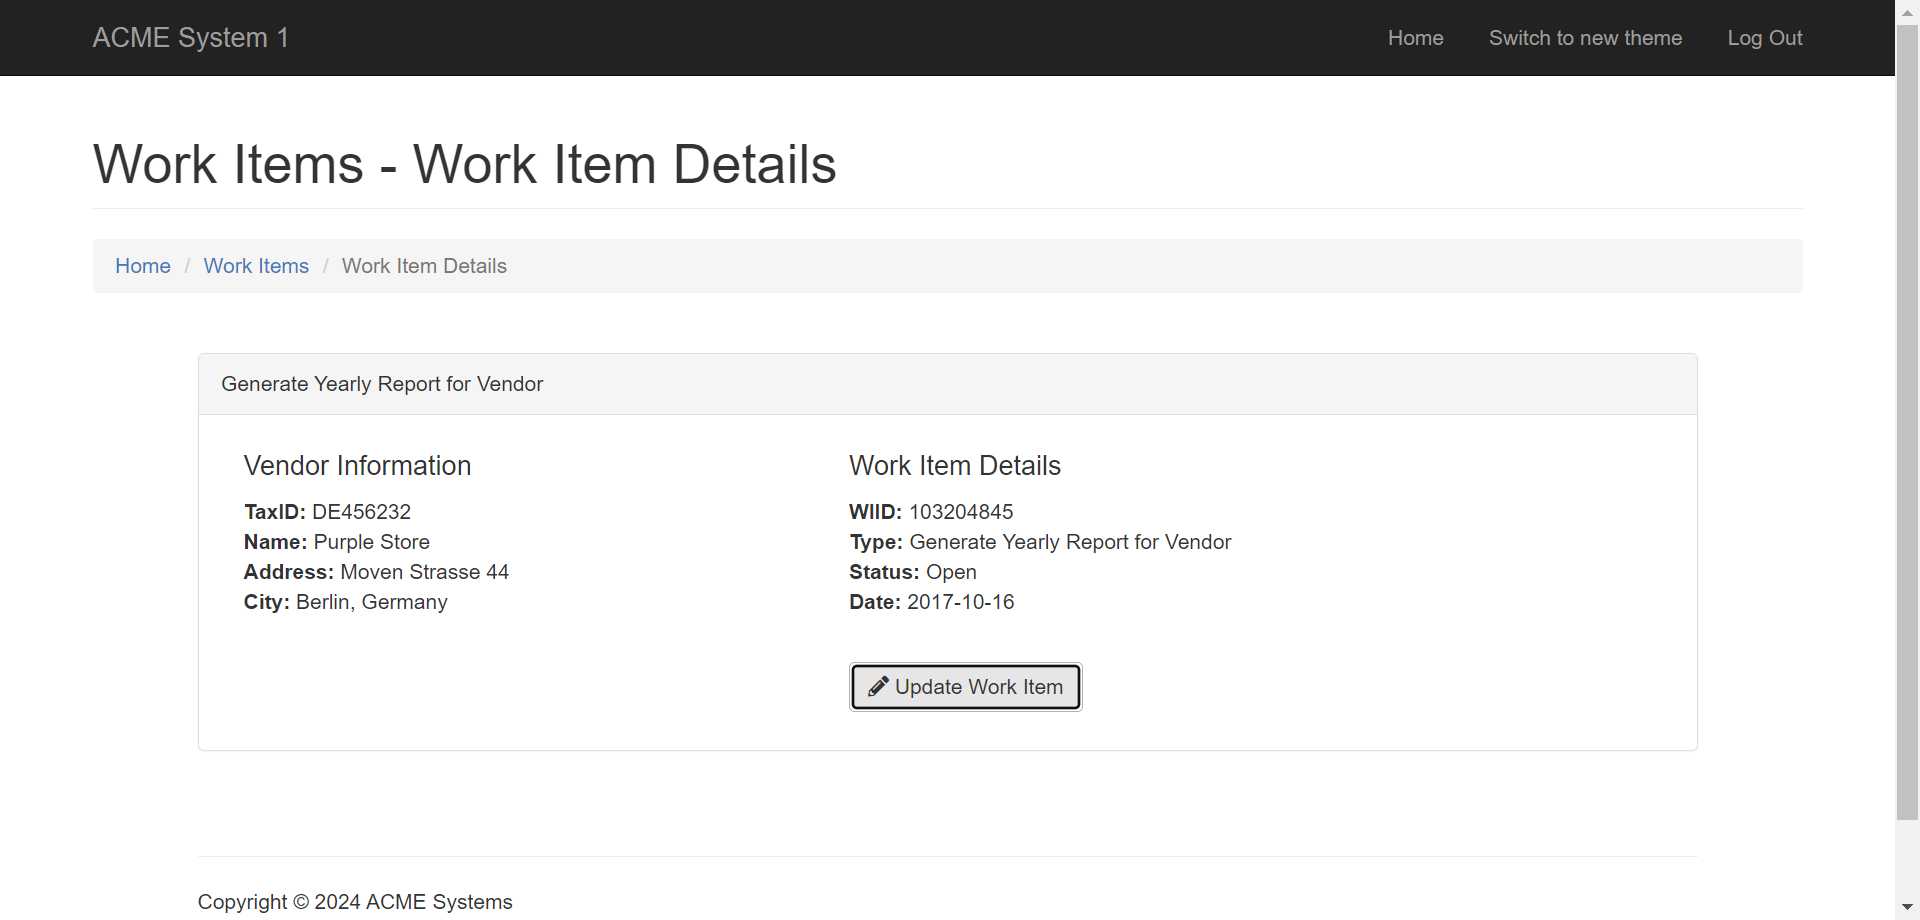 ACME System 1
Home
Switch to new theme
Log Out
Work Items - Work Item Details
Home / Work Items / Work Item Details
Generate Yearly Report for Vendor
Vendor Information
TaxID: DE456232
Name: Purple Store
Address: Moven Strasse 44
City: Berlin, Germany
Work Item Details
WIID: 103204845
Type: Generate Yearly Report for Vendor
Status: Open
Date: 2017-10-16
Update Work Item
Copyright © 2024 ACME Systems